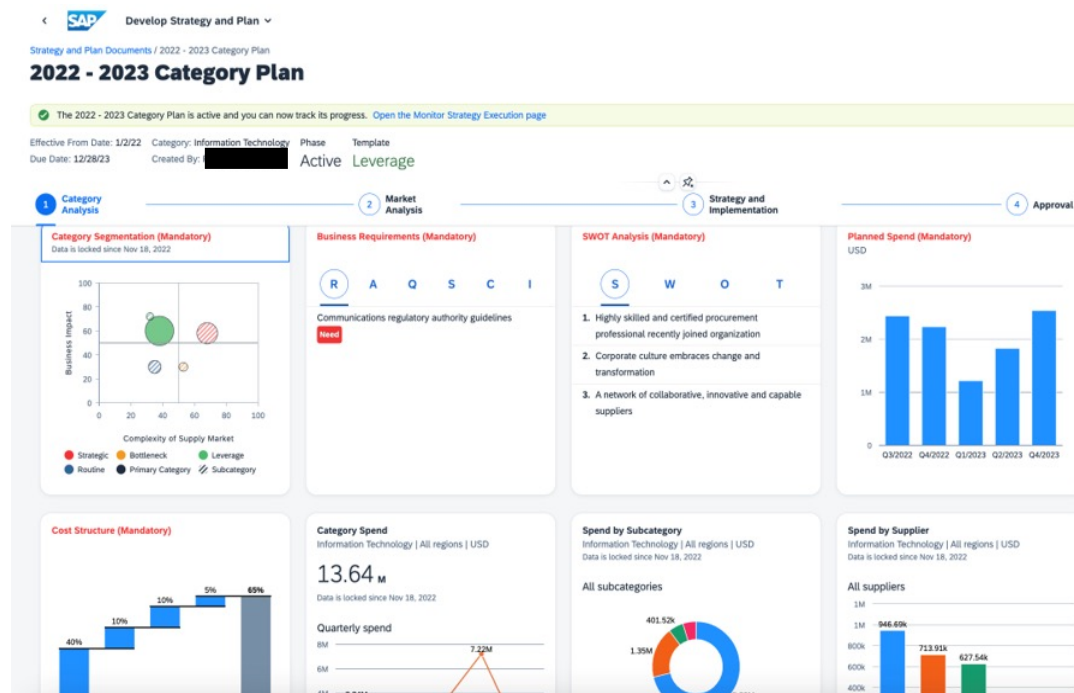 SAP
Develop Strategy and Plan
Strategy and Plan Documents / 2022 - 2023 Category Plan
2022 - 2023 Category Plan
The 2022 - 2023 Category Plan is active and you can now track its progress. Open the Monitor Strategy Execution page
Effective From Date: 1/2/22 Category: Information Technology Phase Template
Due Date: 12/28/23 Created By: Active Leverage
1 Category Analysis
2 Market Analysis
3 Strategy and Implementation
4 Approval
Category Segmentation (Mandatory)
Data is locked since Nov 18, 2022
Business Impact
100
80
60
40
20
0
0 20 40 60 80 100
Complexity of Supply Market
Strategic Bottleneck Leverage
Routine Primary Category Subcategory
Business Requirements (Mandatory)
R A Q S C I
Communications regulatory authority guidelines
Need
SWOT Analysis (Mandatory)
S W O T
1. Highly skilled and certified procurement
professional recently joined organization
2. Corporate culture embraces change and
transformation
3. A network of collaborative, innovative and capable
suppliers
Planned Spend (Mandatory)
USD
3M
2M
1M
0
Q3/2022 Q4/2022 Q1/2023 Q2/2023 Q4/2023
Cost Structure (Mandatory)
40%
10%
10%
5%
65%
Category Spend
Information Technology | All regions | USD
13.64 M
Data is locked since Nov 18, 2022
Quarterly spend
8M
7.22M
6M
Spend by Subcategory
Information Technology | All regions | USD
Data is locked since Nov 18, 2022
All subcategories
401.52k
1.35M
Spend by Supplier
Information Technology | All regions | USD
Data is locked since Nov 18, 2022
All suppliers
1M
1M
946.69k
800k
713.91k
627.54k
600k
400k